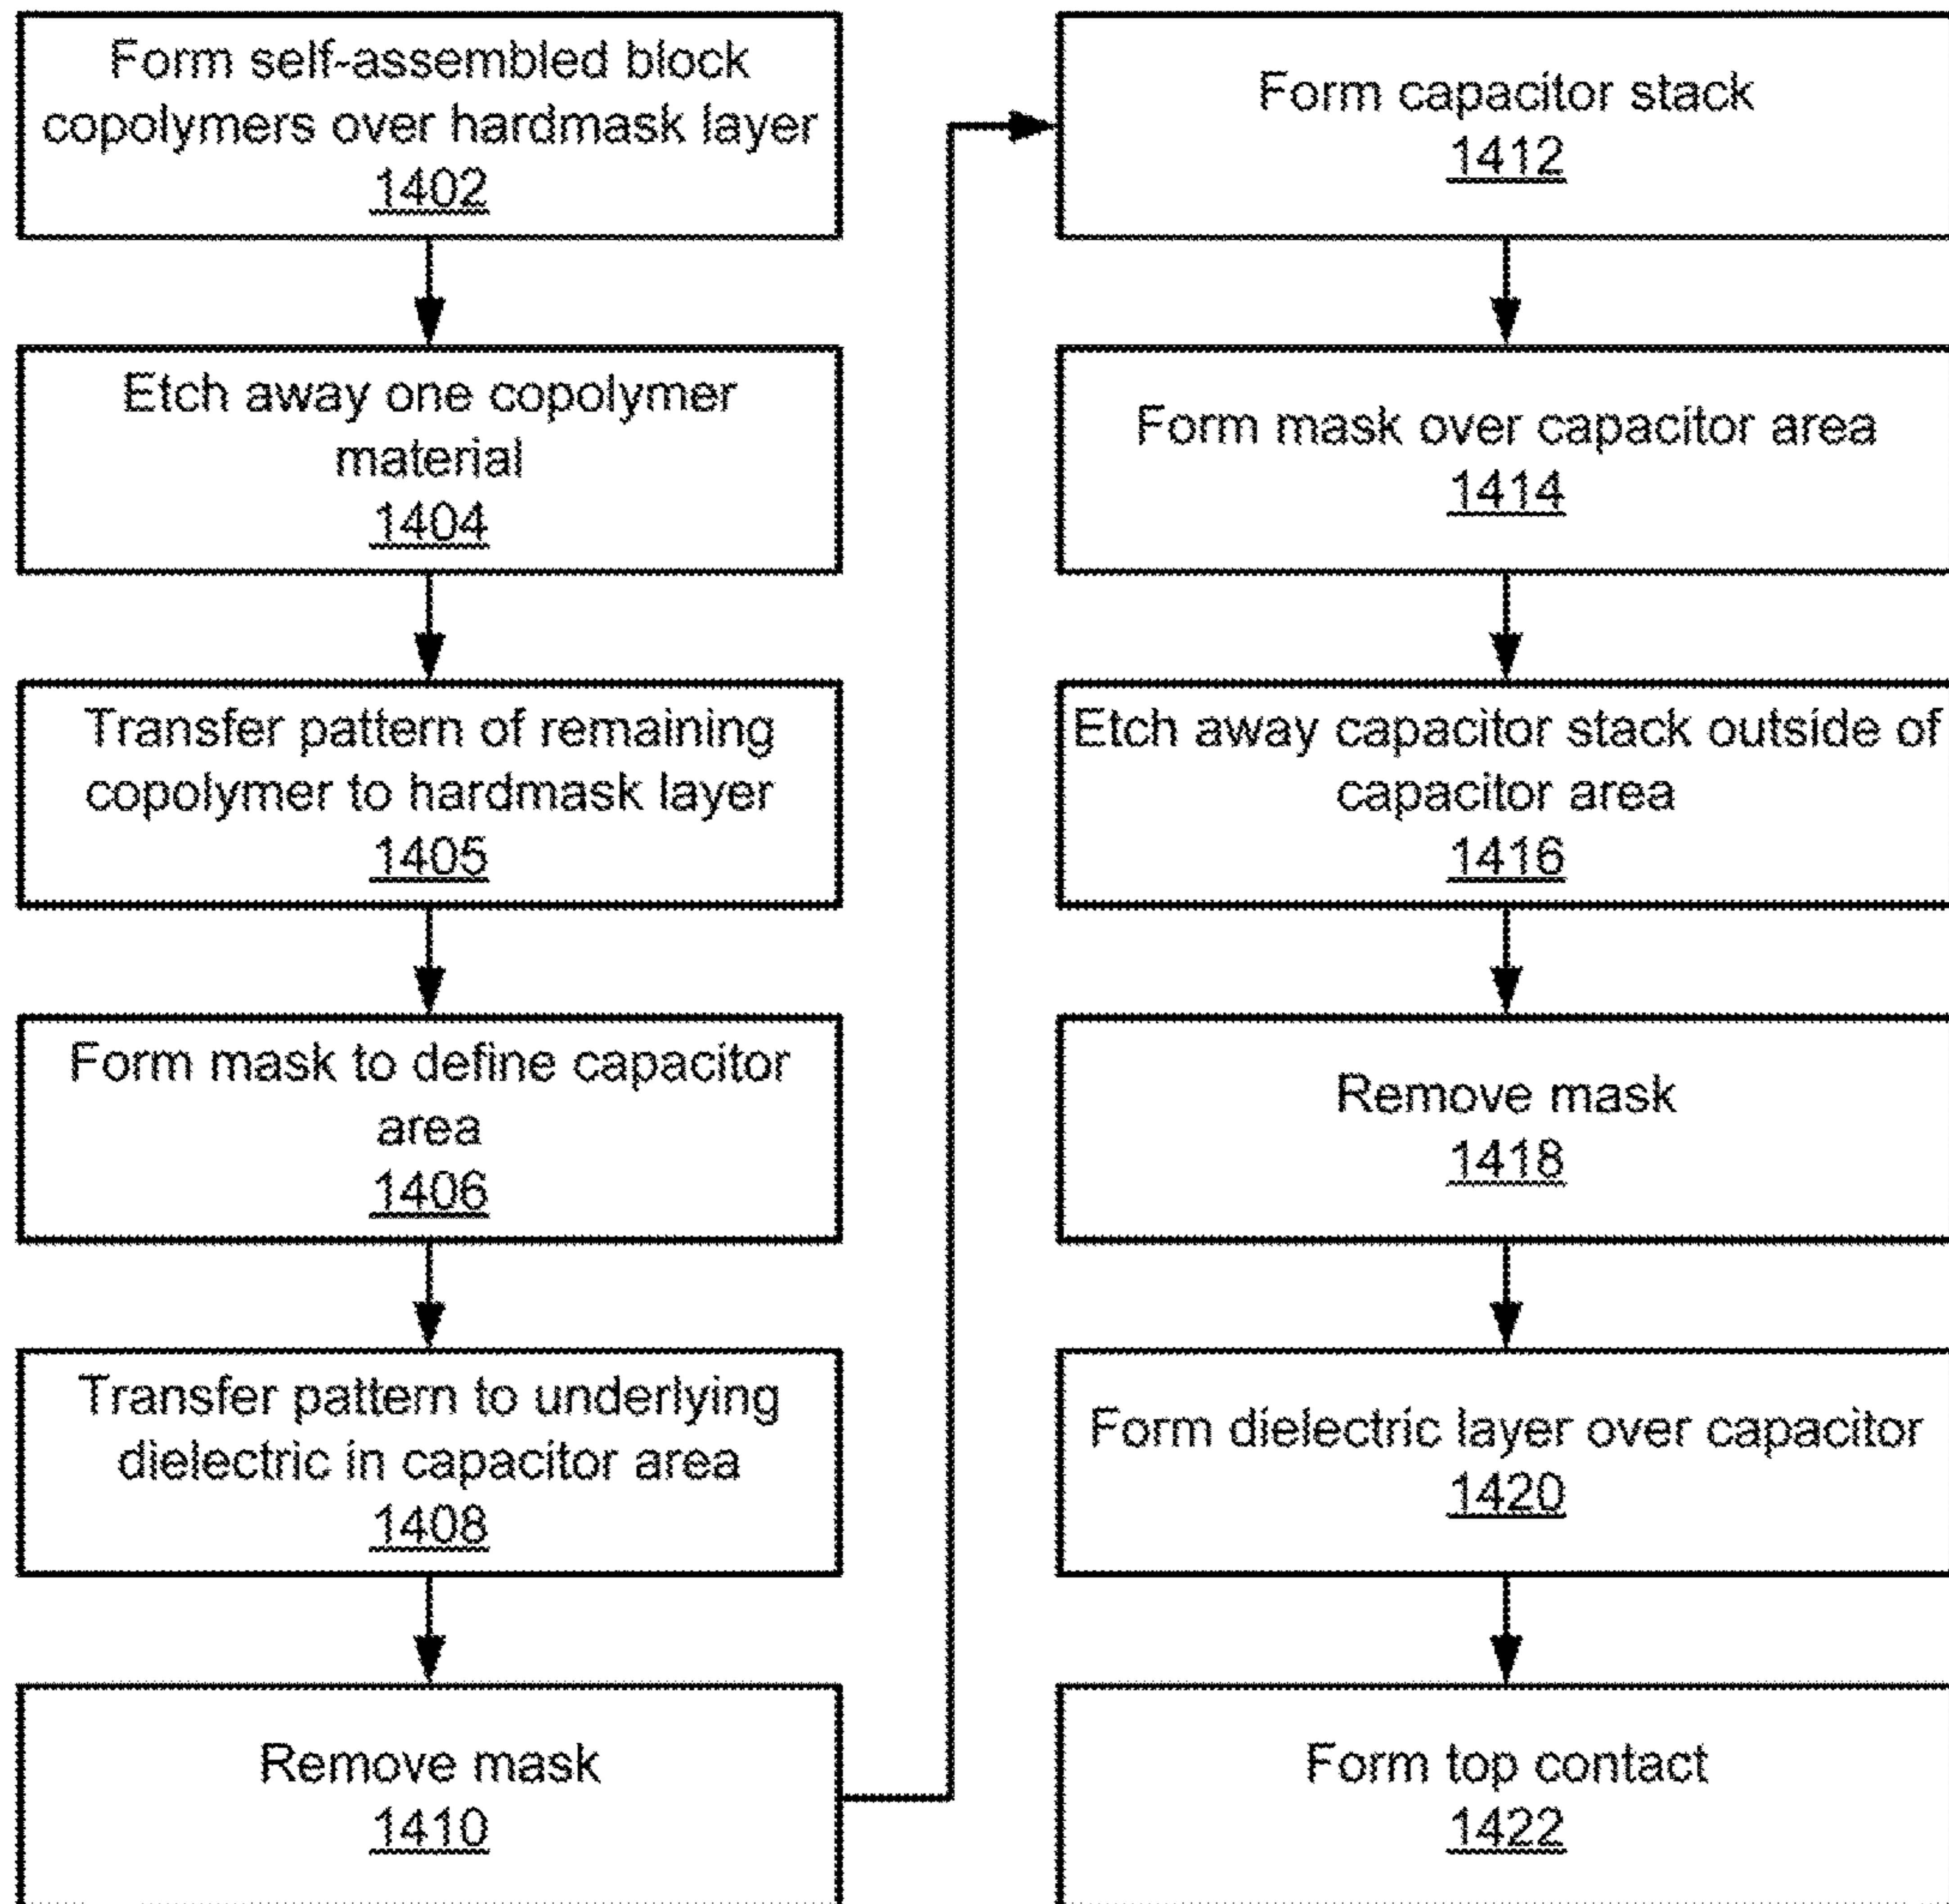 Form self-assembled block
copolymers over hardmask layer
1402
Etch away one copolymer
material
1404
Transfer pattern of remaining
copolymer to hardmask layer
1405
Form mask to define capacitor
area
1406
Transfer pattern to underlying
dielectric in capacitor area
1408
Remove mask
1410
Form capacitor stack
1412
Form mask over capacitor area
1414
Etch away capacitor stack outside of
capacitor area
1416
Remove mask
1418
Form dielectric layer over capacitor
1420
Form top contact
1422